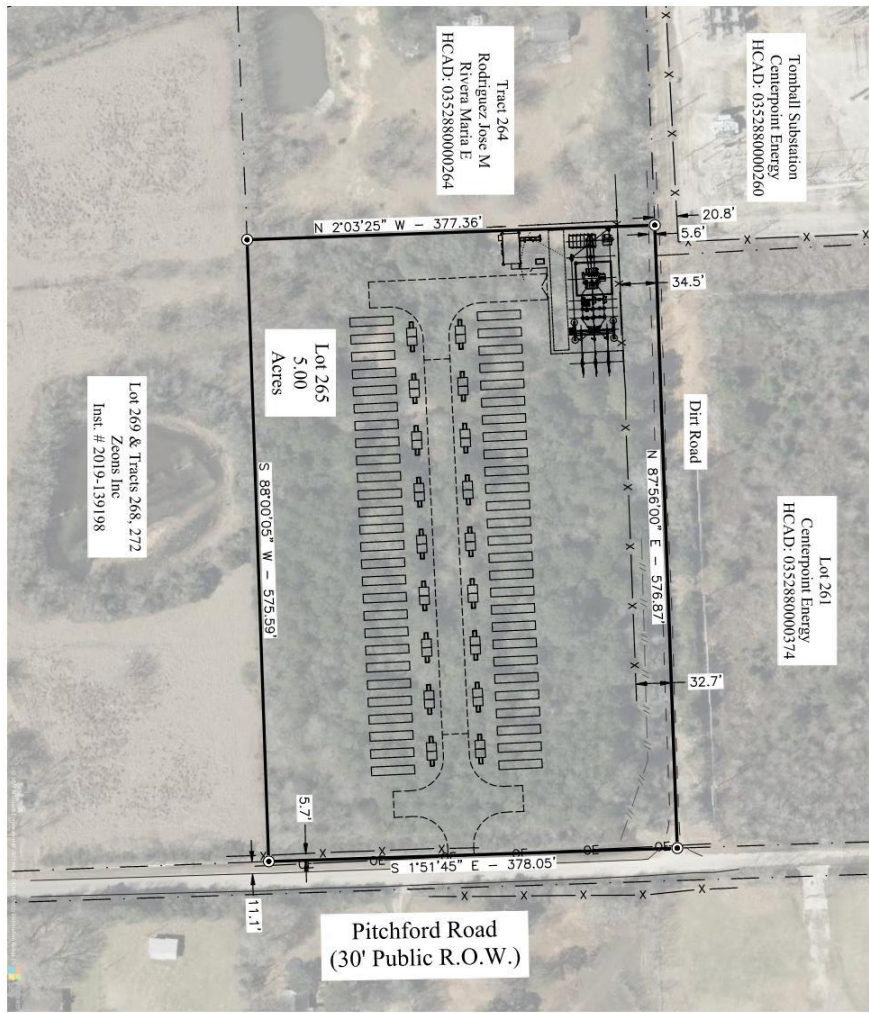 Tomball Substation
Centerpoint Energy
HCAD: 0352880000260
Tract 264
Rodriguez Jose M
Rivera Maria E
HCAD: 0352880000264
N 2°03'25" W - 377.36'
20.8'
5.6'
34.5'
Lot 265
5.00
Acres
Dirt Road
Lot 269 & Tracts 268, 272
Zeons Inc
Inst. # 2019-139198
S 88°00'05" W - 575.59'
N 87°56'00" E - 576.87'
Lot 261
Centerpoint Energy
HCAD: 0352880000374
32.7'
5.7'
S 1°51'45" E - 378.05'
11.1'
Pitchford Road
(30' Public R.O.W.)